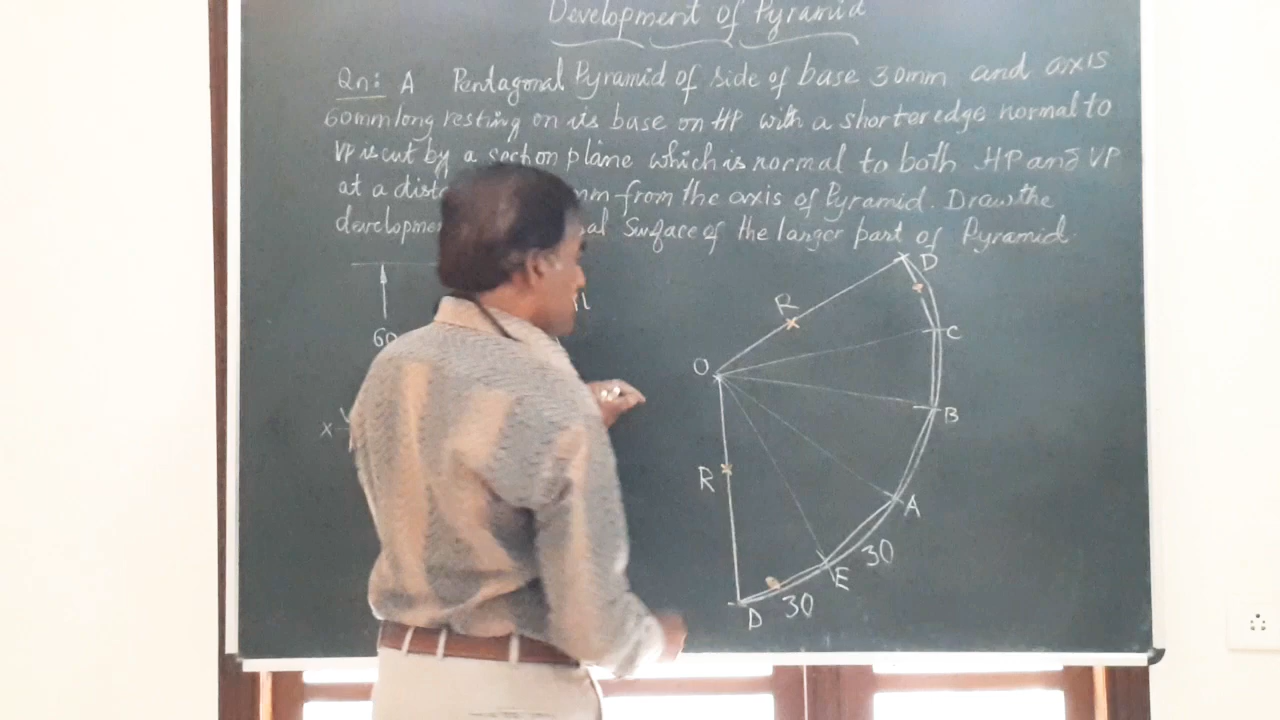 Development of Pyramid
Qn: A Pentagonal Pyramid of side of base 30mm and axis
60mm long resting on its base on HP with a shorter edge normal to
VP is cut by a section plane which is normal to both HP and VP
at a mm from the axis of Pyramid. Draw the
Surface of the larger part of Pyramid.
60
X
O
R
R
D
C
B
A
E
D
30
30